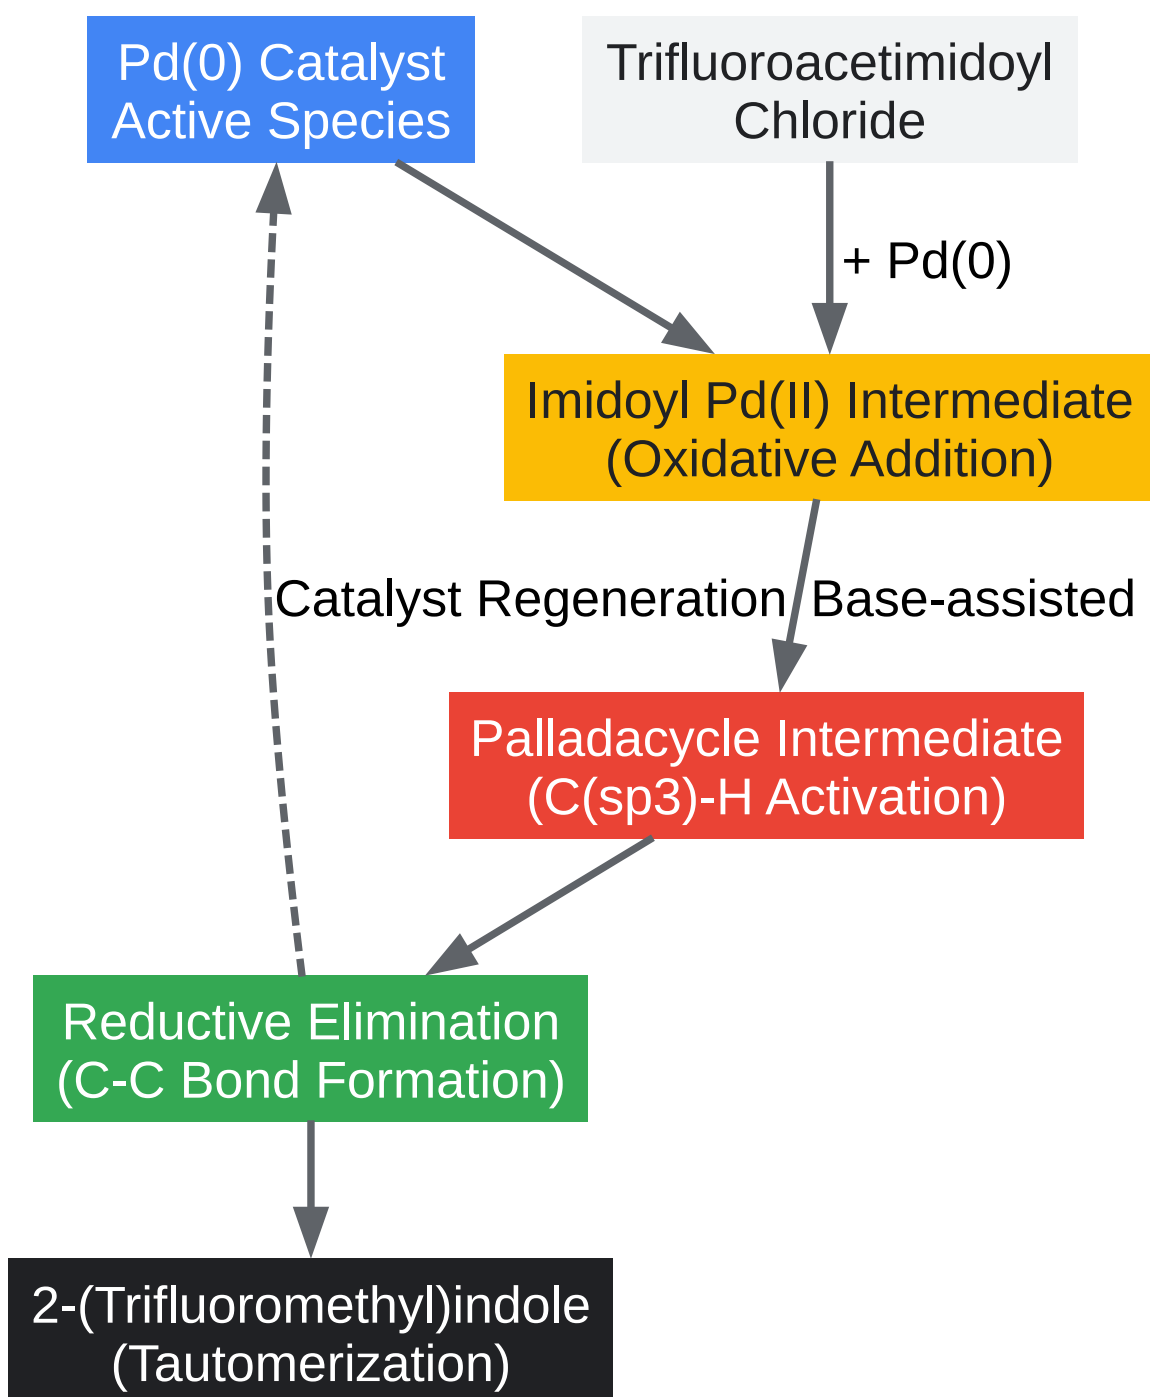 Pd(0) Catalyst
Active Species
Trifluoroacetimidoyl
Chloride
+ Pd(0)
Imidoyl Pd(II) Intermediate
(Oxidative Addition)
Catalyst Regeneration
Base-assisted
Palladacycle Intermediate
(C(sp3)-H Activation)
Reductive Elimination
(C-C Bond Formation)
2-(Trifluoromethyl)indole
(Tautomerization)